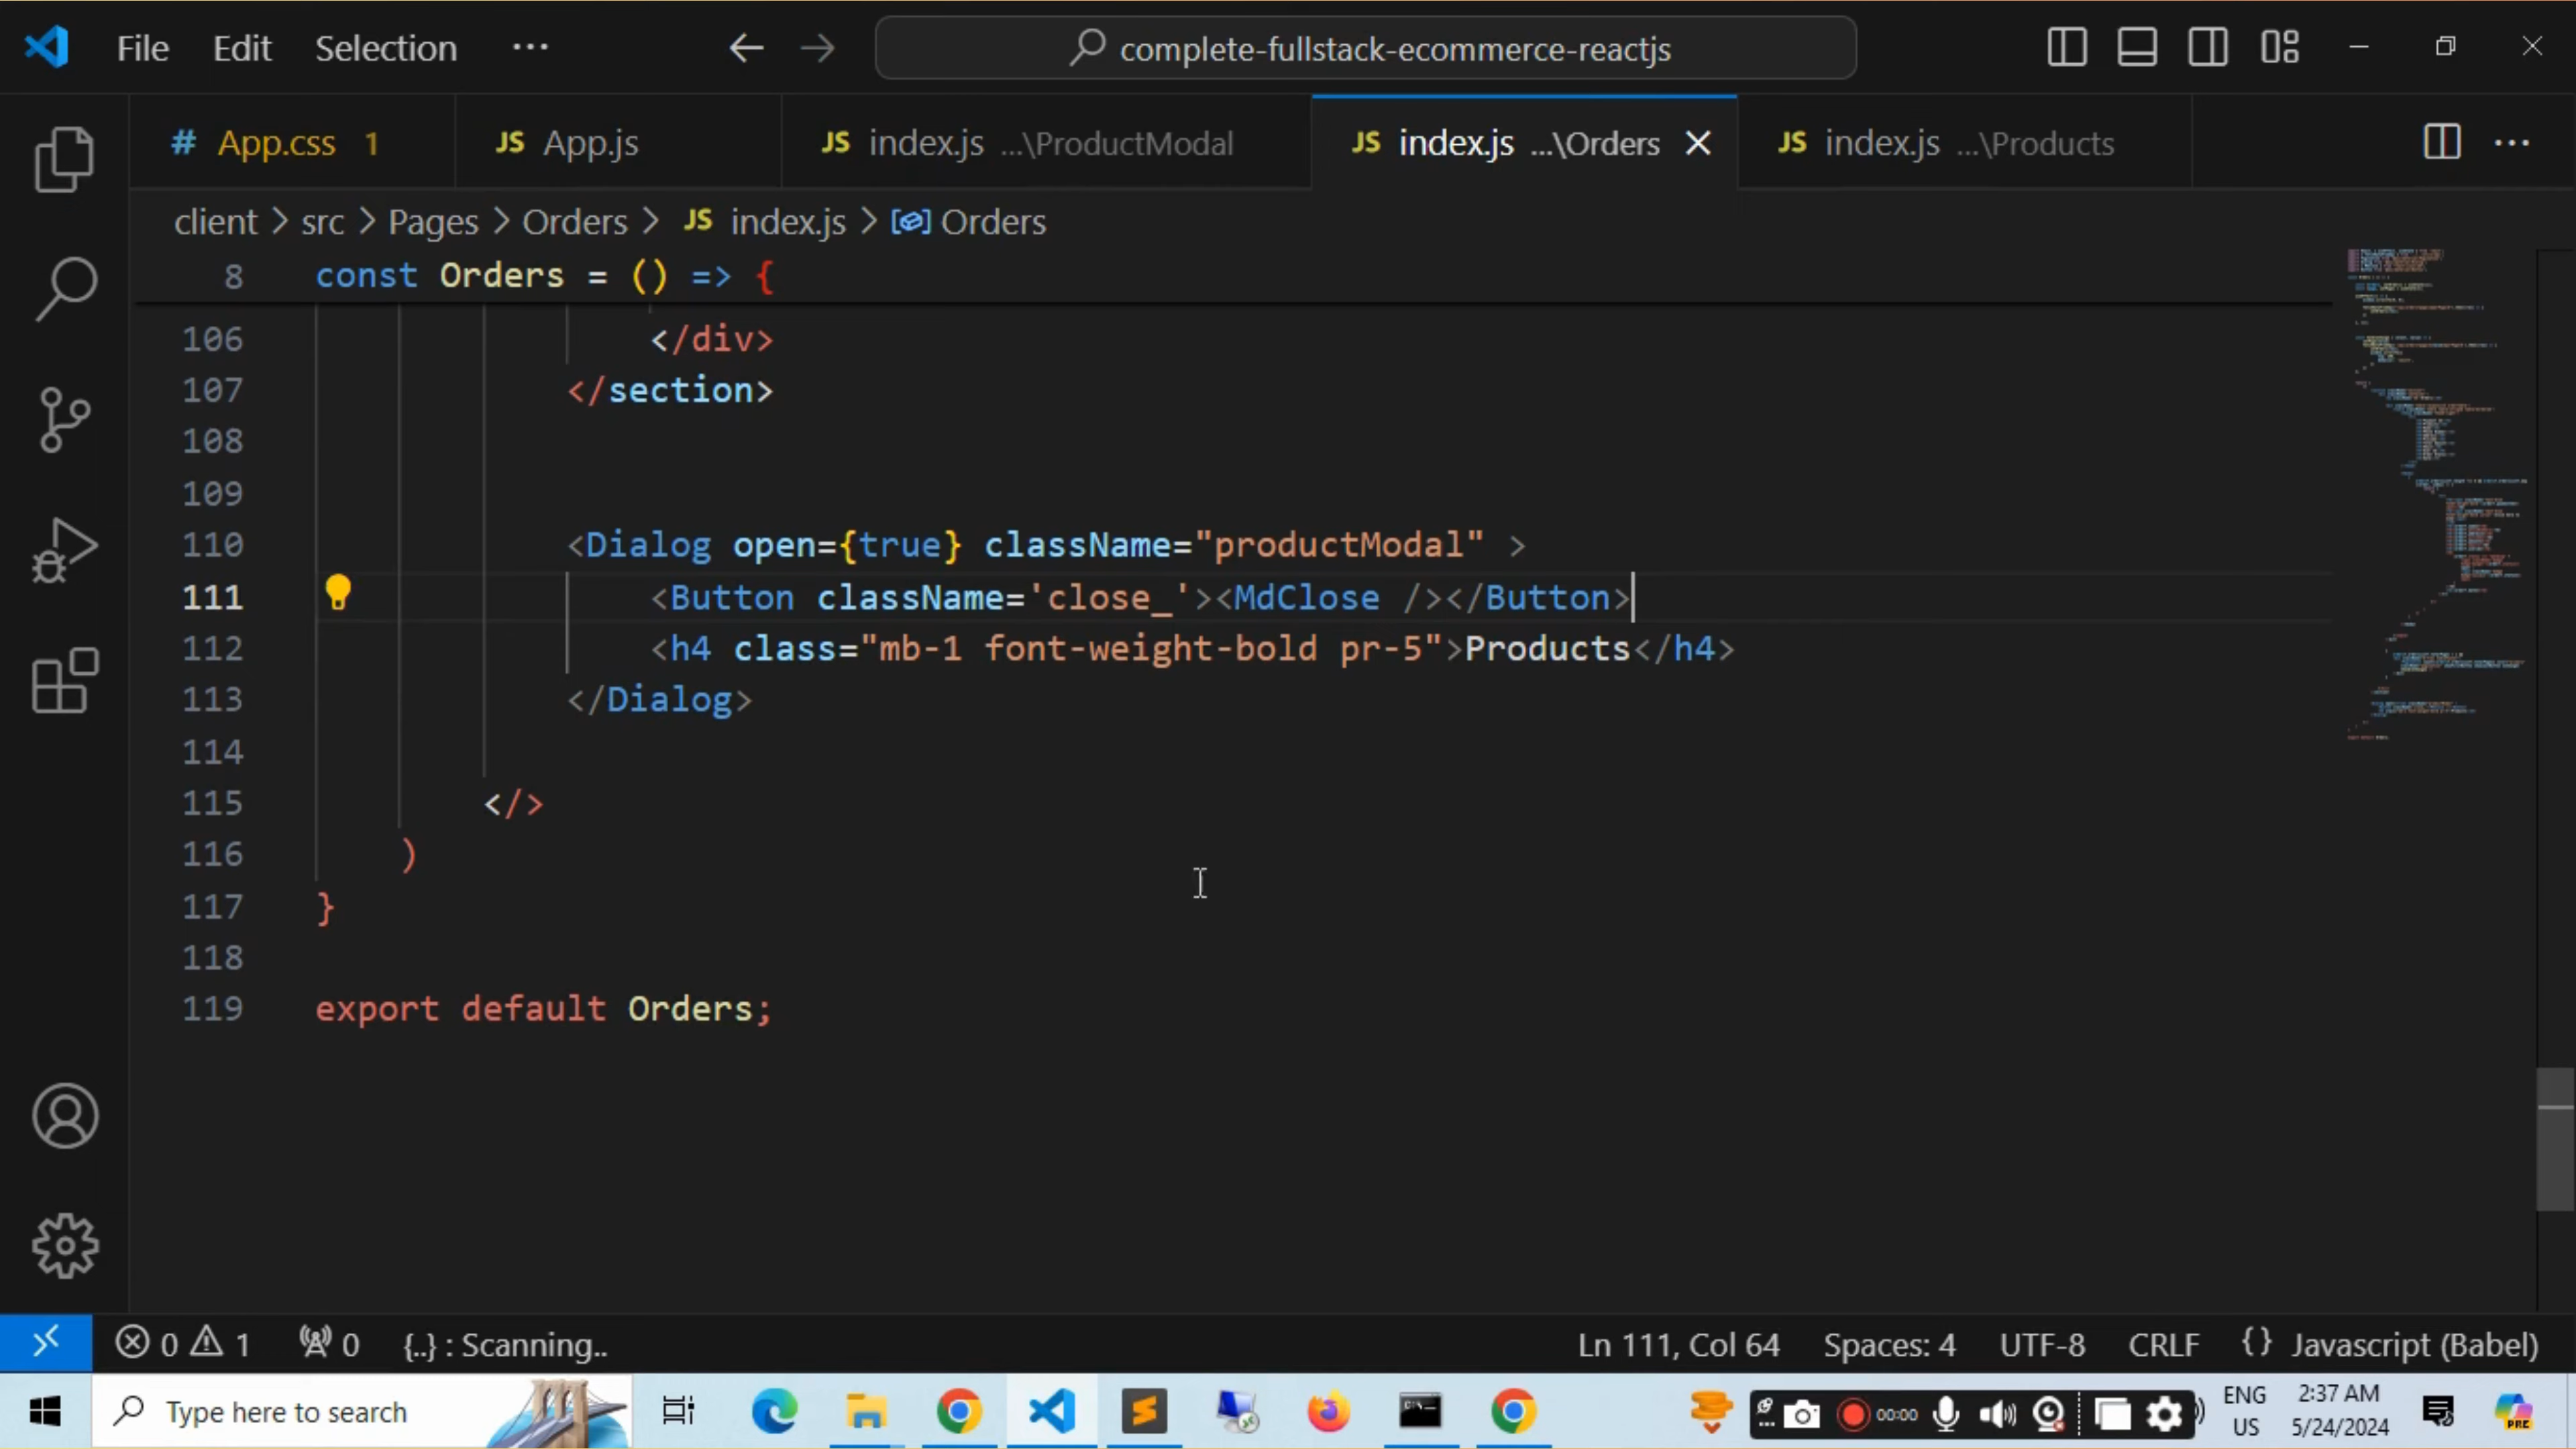 File Edit Selection ··· complete-fullstack-ecommerce-reactjs
# App.css 1 JS App.js JS index.js ...\ProductModal JS index.js ...\Orders JS index.js ...\Products ···
client > src > Pages > Orders > JS index.js > Orders
8 const Orders = () => {
106 </div>
107 </section>
108
109
110 <Dialog open={true} className="productModal" >
111 <Button className='close_'><MdClose /></Button>
112 <h4 class="mb-1 font-weight-bold pr-5">Products</h4>
113 </Dialog>
114
115 </>
116 )
117 }
118
119 export default Orders;
0 1 0 {..} : Scanning.. Ln 111, Col 64 Spaces: 4 UTF-8 CRLF {} Javascript (Babel)
Type here to search 00:00 ENG 2:37 AM
US 5/24/2024 PRE